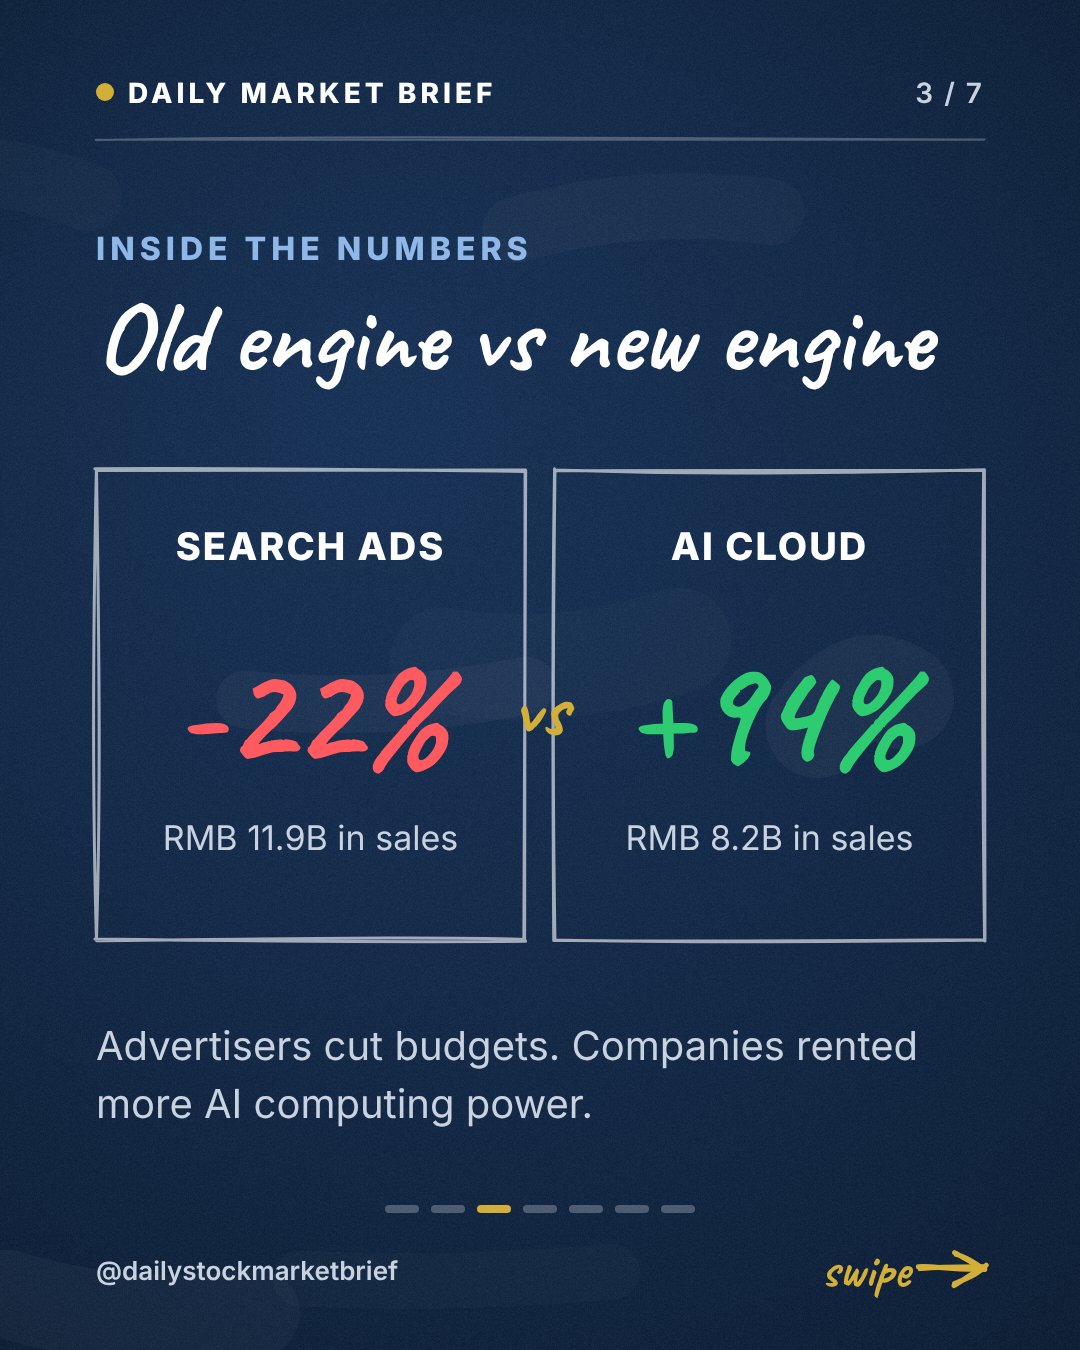 DAILY MARKET BRIEF
3 / 7
INSIDE THE NUMBERS
Old engine vs new engine
SEARCH ADS
-22%
RMB 11.9B in sales
vs
AI CLOUD
+94%
RMB 8.2B in sales
Advertisers cut budgets. Companies rented
more AI computing power.
@dailystockmarketbrief
swipe